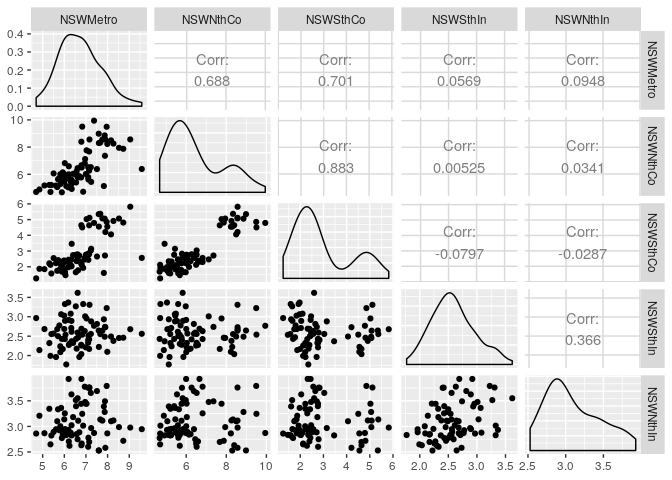 NSWMetro NSWNthCo NSWSthCo NSWSthIn NSWNthIn
0.4
0.3
0.2
0.1
0.0
Corr:
0.688
Corr:
0.701
Corr:
0.0569
Corr:
0.0948
NSWMetro
10
8
6
Corr:
0.883
Corr:
0.00525
Corr:
0.0341
NSWNthCo
6
5
4
3
2
Corr:
-0.0797
Corr:
-0.0287
NSWSthCo
3.5
3.0
2.5
2.0
Corr:
0.366
NSWSthIn
3.5
3.0
2.5
NSWNthIn
5 6 7 8 9 6 8 10 2 3 4 5 6 2.0 2.5 3.0 3.5 2.5 3.0 3.5